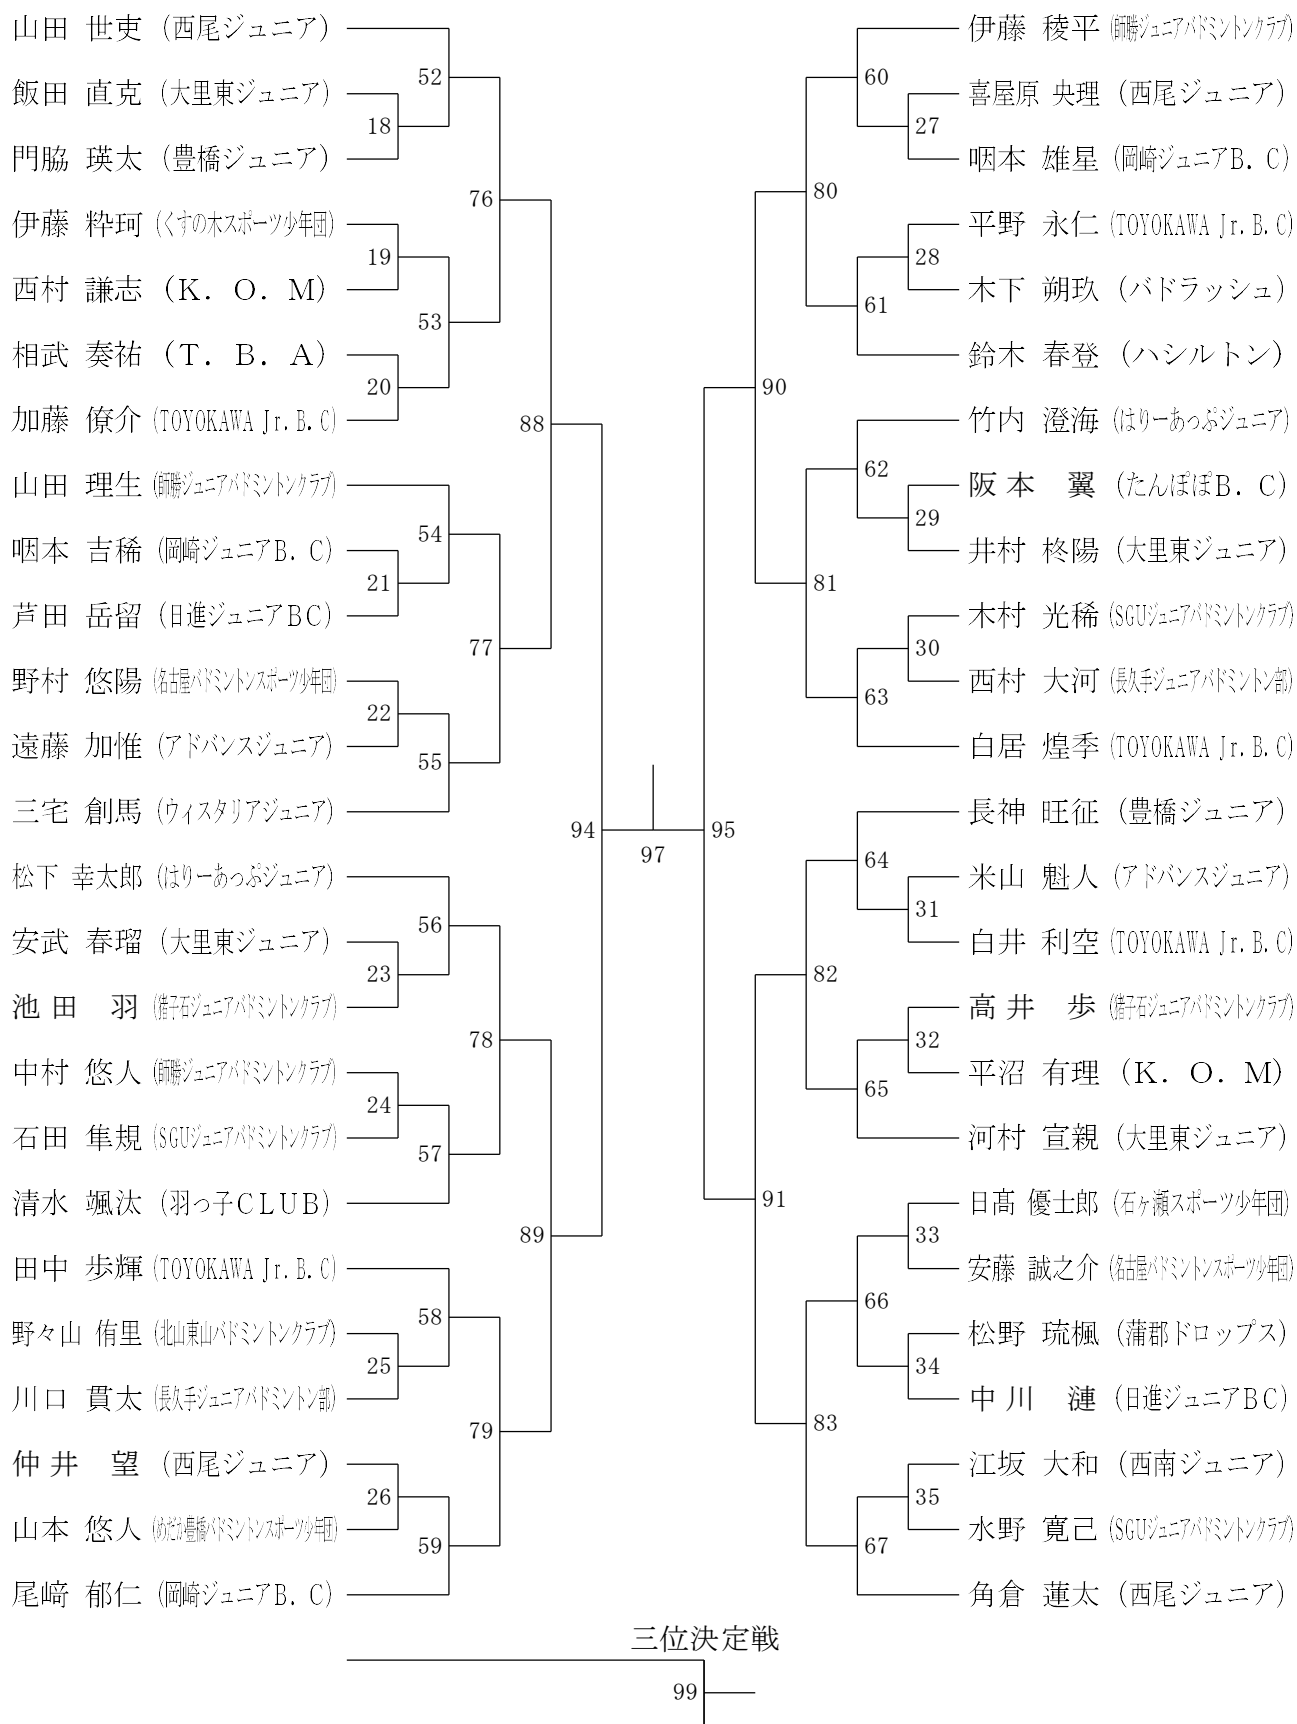 山田 世吏 (西尾ジュニア)
52
飯田 直克 (大里東ジュニア)
18
門脇 瑛太 (豊橋ジュニア)
76
伊藤 粋珂 (くすの木スポーツ少年団)
19
西村 謙志 (K. O. M)
53
相武 奏祐 (T. B. A)
20
加藤 僚介 (TOYOKAWA Jr.B.C)
88
山田 理生 (師勝ジュニアバドミントンクラブ)
54
咽本 吉稀 (岡崎ジュニアB. C)
21
芦田 岳留 (日進ジュニアBC)
77
野村 悠陽 (名古屋バドミントンスポーツ少年団)
22
遠藤 加惟 (アドバンスジュニア)
55
三宅 創馬 (ウィスタリアジュニア)
94
松下 幸太郎 (はりーあっぷジュニア)
56
安武 春瑠 (大里東ジュニア)
23
池田 羽 (猪子石ジュニアバドミントンクラブ)
78
中村 悠人 (師勝ジュニアバドミントンクラブ)
24
石田 隼規 (SGUジュニアバドミントンクラブ)
57
清水 颯汰 (羽っ子CLUB)
89
田中 歩輝 (TOYOKAWA Jr.B.C)
58
野々山 侑里 (北山東山バドミントンクラブ)
25
川口 貫太 (長久手ジュニアバドミントン部)
79
仲井 望 (西尾ジュニア)
26
山本 悠人 (めだか豊橋バドミントンスポーツ少年団)
59
尾﨑 郁仁 (岡崎ジュニアB. C)
97
伊藤 稜平 (師勝ジュニアバドミントンクラブ)
60
喜屋原 央理 (西尾ジュニア)
27
咽本 雄星 (岡崎ジュニアB. C)
80
平野 永仁 (TOYOKAWA Jr.B.C)
28
木下 朔玖 (バドラッシュ)
61
鈴木 春登 (ハシルトン)
90
竹内 澄海 (はりーあっぷジュニア)
62
阪本 翼 (たんぽぽB. C)
29
井村 柊陽 (大里東ジュニア)
81
木村 光稀 (SGUジュニアバドミントンクラブ)
30
西村 大河 (長久手ジュニアバドミントン部)
63
白居 煌季 (TOYOKAWA Jr.B.C)
95
長神 旺征 (豊橋ジュニア)
64
米山 魁人 (アドバンスジュニア)
31
白井 利空 (TOYOKAWA Jr.B.C)
82
高井 歩 (猪子石ジュニアバドミントンクラブ)
32
平沼 有理 (K. O. M)
65
河村 宣親 (大里東ジュニア)
91
日髙 優士郎 (石ヶ瀬スポーツ少年団)
33
安藤 誠之介 (名古屋バドミントンスポーツ少年団)
66
松野 琉楓 (蒲郡ドロップス)
34
中川 漣 (日進ジュニアBC)
83
江坂 大和 (西南ジュニア)
35
水野 寛己 (SGUジュニアバドミントンクラブ)
67
角倉 蓮太 (西尾ジュニア)
三位決定戦
99